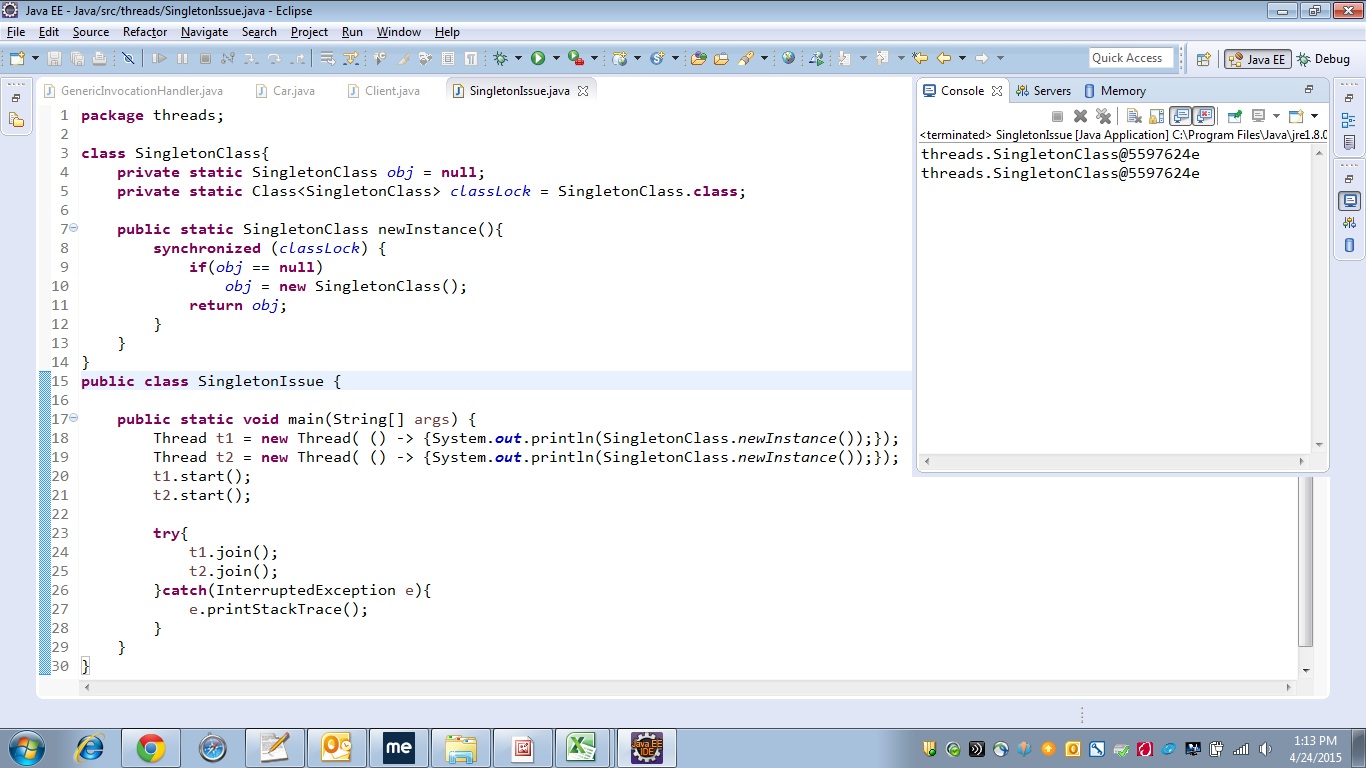 Java EE - Java/src/threads/SingletonIssue.java - Eclipse
File Edit Source Refactor Navigate Search Project Run Window Help
Quick Access Java EE Debug
GenericInvocationHandler.java Car.java Client.java SingletonIssue.java
1 package threads;
2
3 class SingletonClass{
4 private static SingletonClass obj = null;
5 private static Class<SingletonClass> classLock = SingletonClass.class;
6
7 public static SingletonClass newInstance(){
8 synchronized (classLock) {
9 if(obj == null)
10 obj = new SingletonClass();
11 return obj;
12 }
13 }
14 }
15 public class SingletonIssue {
16
17 public static void main(String[] args) {
18 Thread t1 = new Thread( () -> {System.out.println(SingletonClass.newInstance());});
19 Thread t2 = new Thread( () -> {System.out.println(SingletonClass.newInstance());});
20 t1.start();
21 t2.start();
22
23 try{
24 t1.join();
25 t2.join();
26 }catch(InterruptedException e){
27 e.printStackTrace();
28 }
29 }
30 }
Console Servers Memory
<terminated> SingletonIssue [Java Application] C:\Program Files\Java\jre1.8.0
threads.SingletonClass@5597624e
threads.SingletonClass@5597624e
me
Java EE
IDE
1:13 PM
4/24/2015